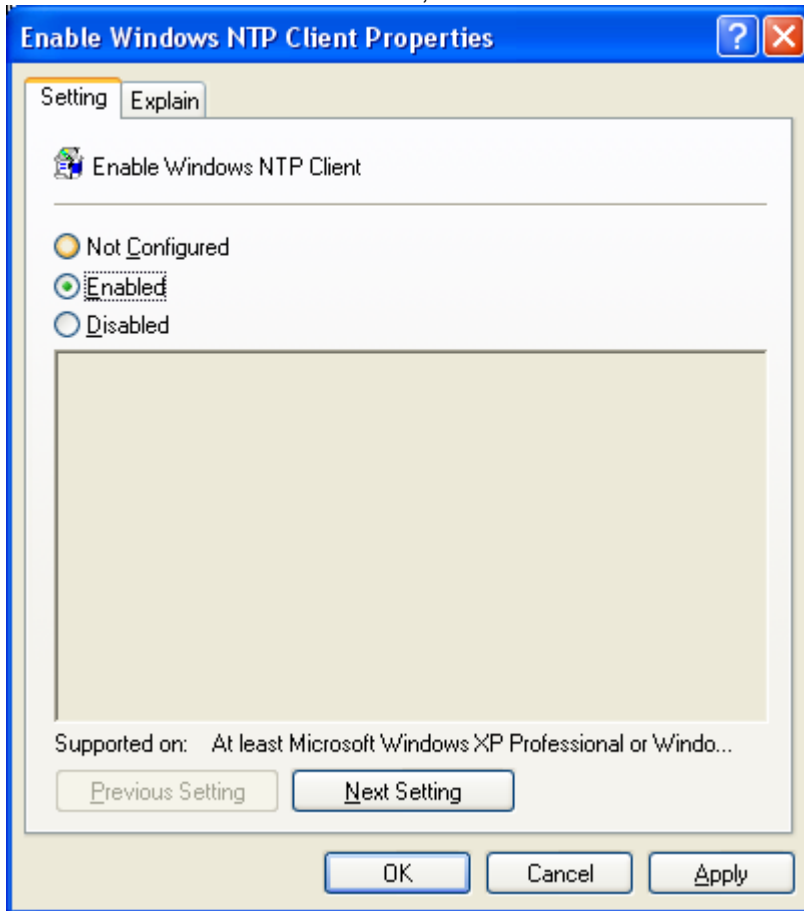 Enable Windows NTP Client Properties
Setting Explain
Enable Windows NTP Client
Not Configured
Enabled
Disabled
Supported on: At least Microsoft Windows XP Professional or Windo...
Previous Setting Next Setting
OK Cancel Apply